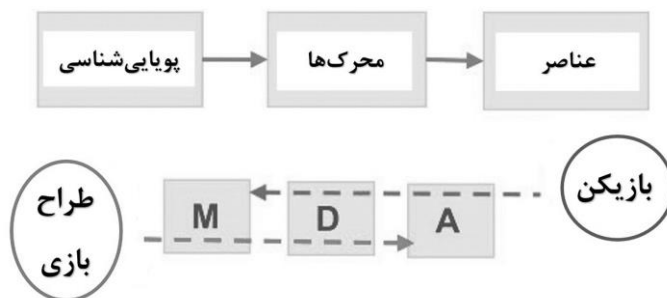 پویایی‌شناسی
محرک‌ها
عناصر
بازیکن
طراح
بازی
M
D
A